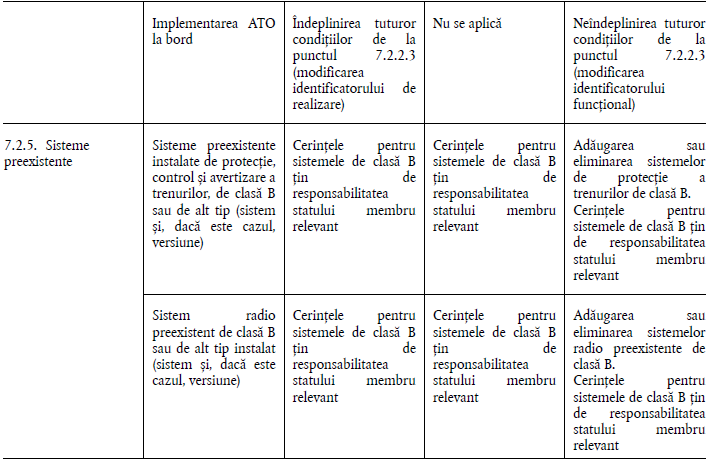 Implementarea ATO
la bord
Îndeplinirea tuturor
condițiilor de la
punctul 7.2.2.3
(modificarea
identificatorului de
realizare)
Nu se aplică
Neîndeplinirea tuturor
condițiilor de la
punctul 7.2.2.3
(modificarea
identificatorului
funcțional)
7.2.5. Sisteme
preexistente
Sisteme preexistente
instalate de protecție,
control și avertizare a
trenurilor, de clasă B
sau de alt tip (sistem
și, dacă este cazul,
versiune)
Cerințele pentru
sistemele de clasă B
țin de
responsabilitatea
statului membru
relevant
Cerințele pentru
sistemele de clasă B
țin de
responsabilitatea
statului membru
relevant
Adăugarea sau
eliminarea sistemelor
de protecție a
trenurilor de clasă B.
Cerințele pentru
sistemele de clasă B țin
de responsabilitatea
statului membru
relevant
Sistem radio
preexistent de clasă B
sau de alt tip instalat
(sistem și, dacă este
cazul, versiune)
Cerințele pentru
sistemele de clasă B
țin de
responsabilitatea
statului membru
relevant
Cerințele pentru
sistemele de clasă B
țin de
responsabilitatea
statului membru
relevant
Adăugarea sau
eliminarea sistemelor
radio preexistente de
clasă B.
Cerințele pentru
sistemele de clasă B țin
de responsabilitatea
statului membru
relevant